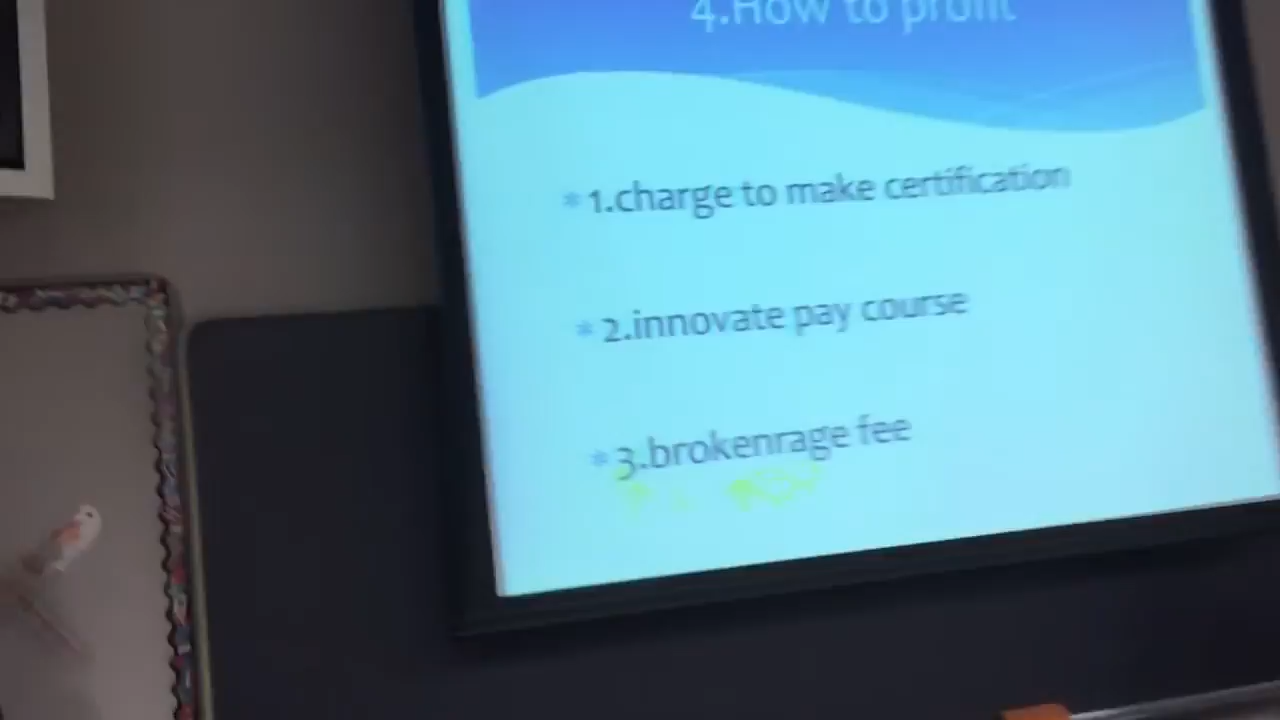 4.How to profit
*1.charge to make certification
*2.innovate pay course
*3.brokenrage fee